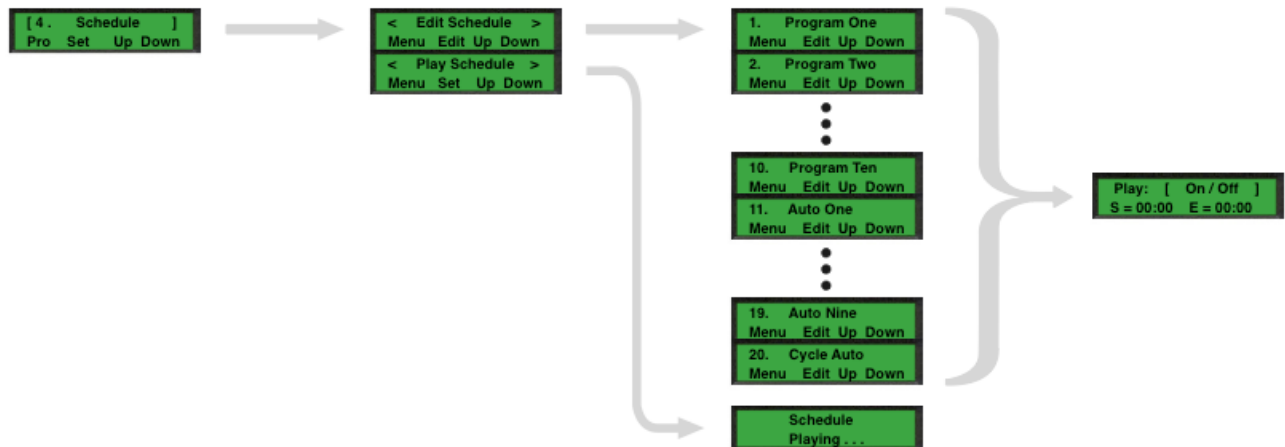 [ 4 . Schedule ]
Pro Set Up Down
< Edit Schedule >
Menu Edit Up Down
< Play Schedule >
Menu Set Up Down
1. Program One
Menu Edit Up Down
2. Program Two
Menu Edit Up Down
10. Program Ten
Menu Edit Up Down
11. Auto One
Menu Edit Up Down
19. Auto Nine
Menu Edit Up Down
20. Cycle Auto
Menu Edit Up Down
Schedule
Playing . . .
Play: [ On / Off ]
S = 00:00 E = 00:00